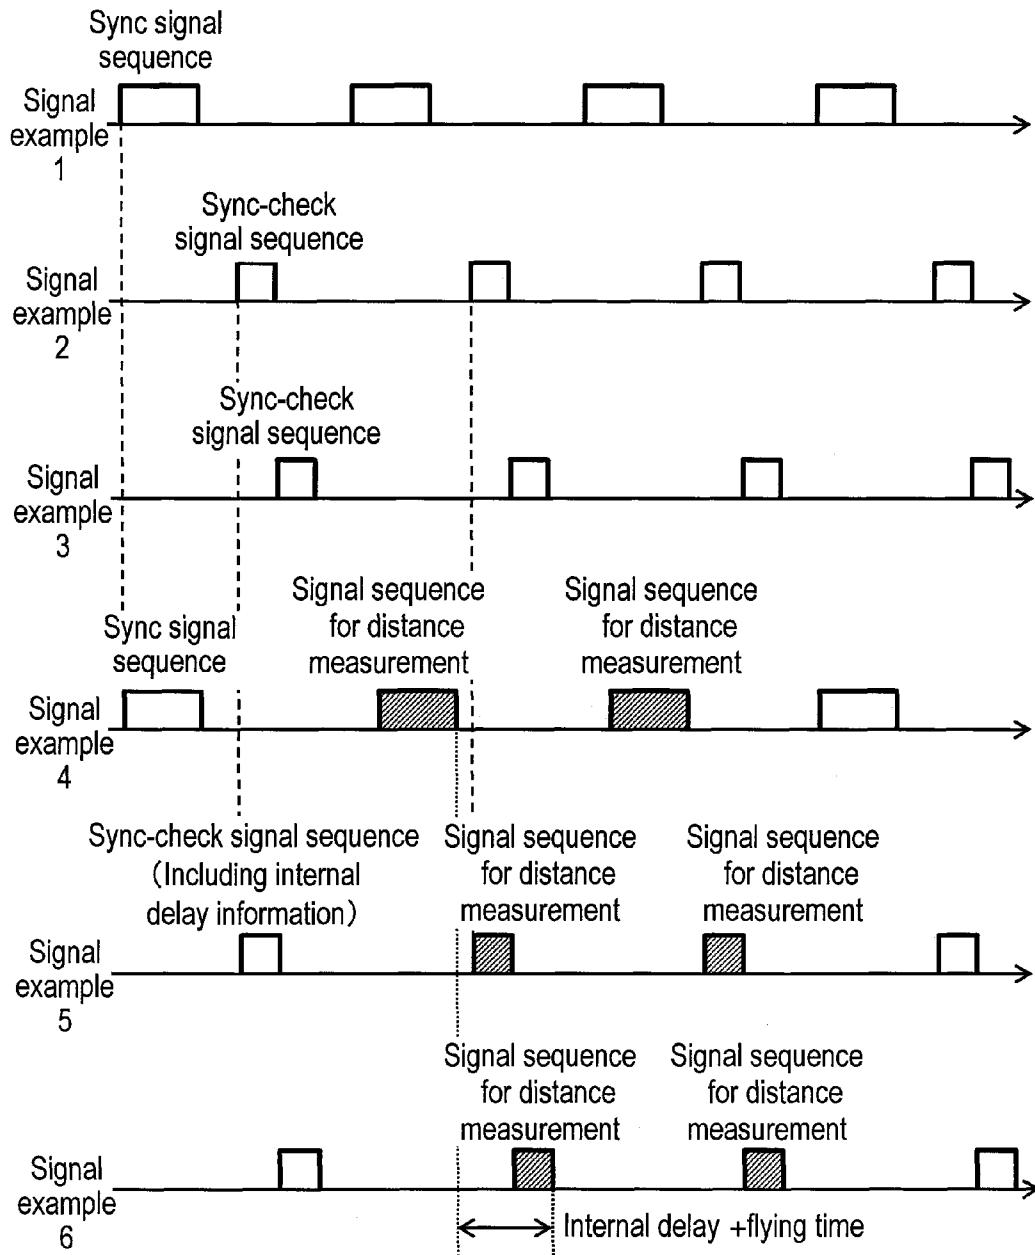 Sync signal
sequence
Signal
example
1
Sync-check
signal sequence
Signal
example
2
Sync-check
signal sequence
Signal
example
3
Signal sequence
for distance
measurement
Signal sequence
for distance
measurement
Sync signal
sequence
Signal
example
4
Sync-check signal sequence
(Including internal
delay information)
Signal sequence
for distance
measurement
Signal sequence
for distance
measurement
Signal
example
5
Signal sequence
for distance
measurement
Signal sequence
for distance
measurement
Signal
example
6
Internal delay +flying time